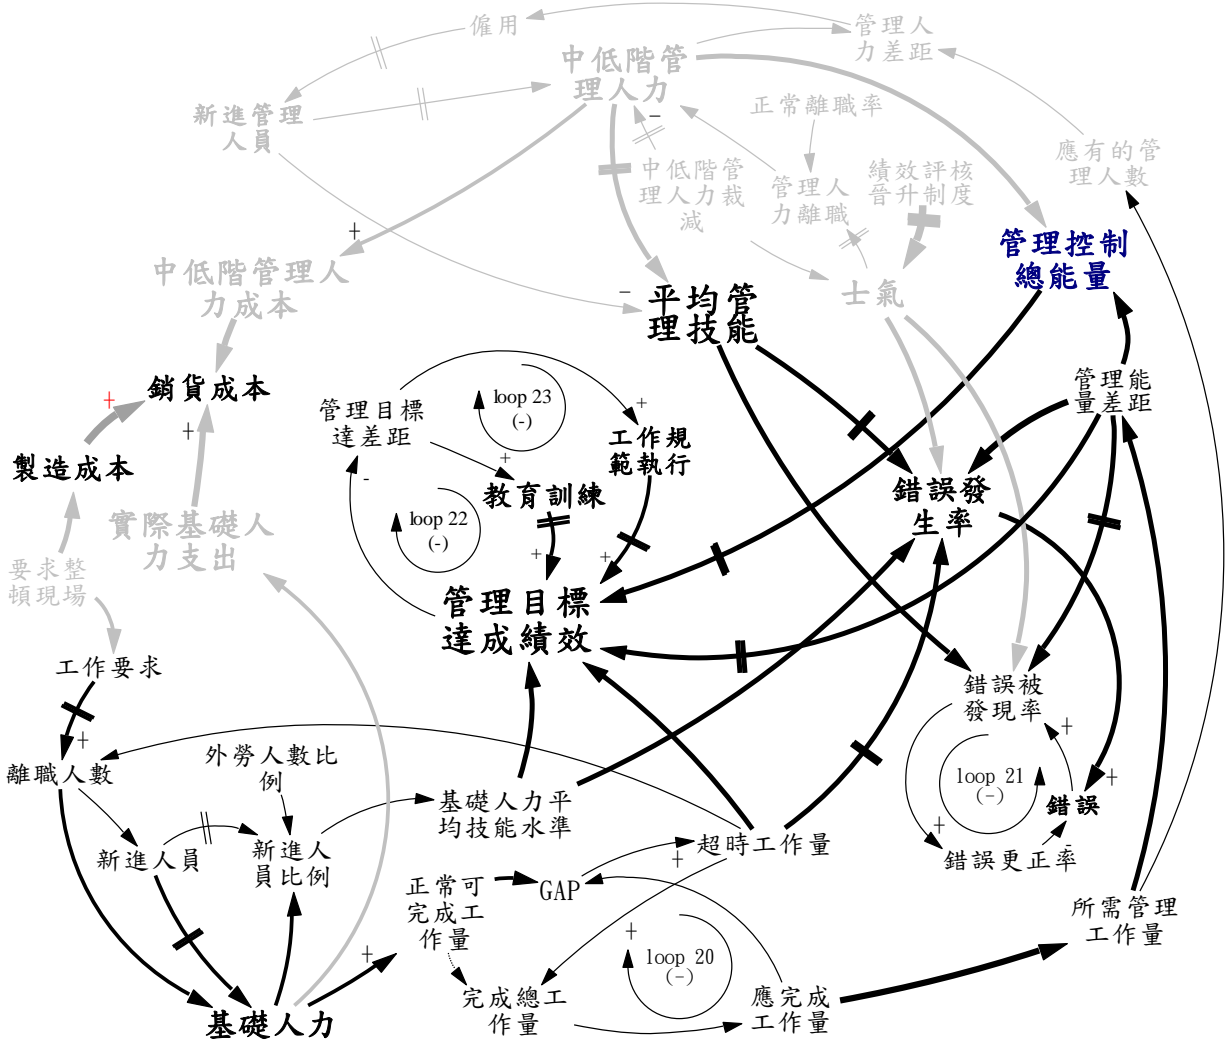 僱用
管理人
力差距
中低階管
理人力
新進管理
人員
正常離職率
應有的管
理人數
-
中低階管
理人力裁
減
管理人
力離職
績效評核
晉升制度
+
管理控制
總能量
中低階管理人
力成本
士氣
-
平均管
理技能
銷貨成本
+
+
管理目標
達差距
loop 23
(-)
+
工作規
範執行
管理能
量差距
製造成本
+
-
教育訓練
錯誤發
生率
實際基礎人
力支出
loop 22
(-)
+
+
要求整
頓現場
管理目標
達成績效
工作要求
錯誤被
發現率
+
+
離職人數
外勞人數比
例
loop 21
(-)
+
錯誤
基礎人力平
均技能水準
+
-
錯誤更正率
超時工作量
+
新進人員
新進人
員比例
正常可
完成工
作量
GAP
所需管理
工作量
+
+
loop 20
(-)
完成總工
作量
應完成
工作量
基礎人力